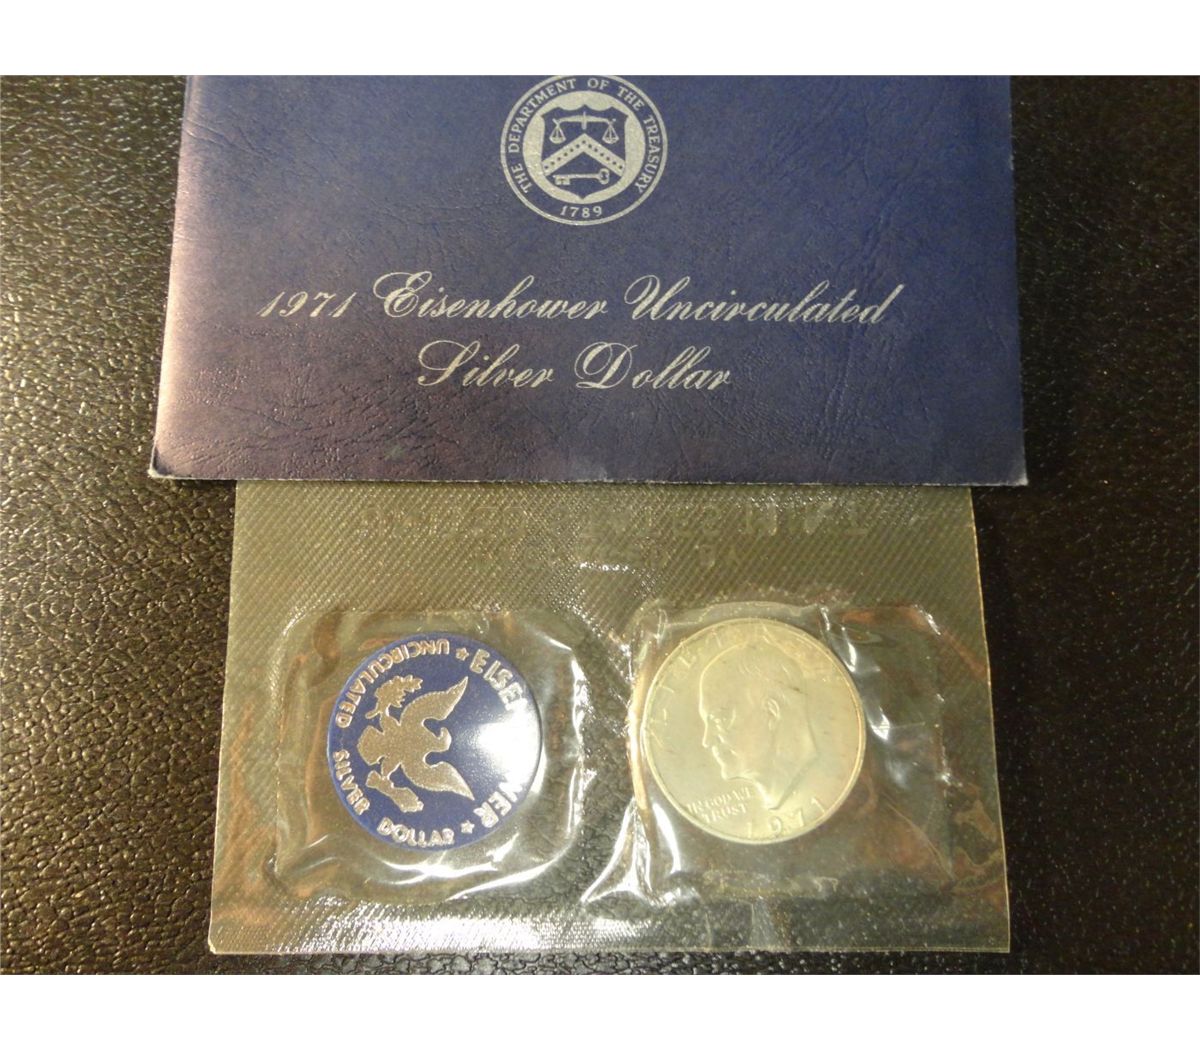 THE DEPARTMENT OF THE TREASURY
1789
1971 Eisenhower Uncirculated
Silver Dollar
UNCIRCULATED SILVER DOLLAR
LIBERTY
IN GOD WE
TRUST
1971